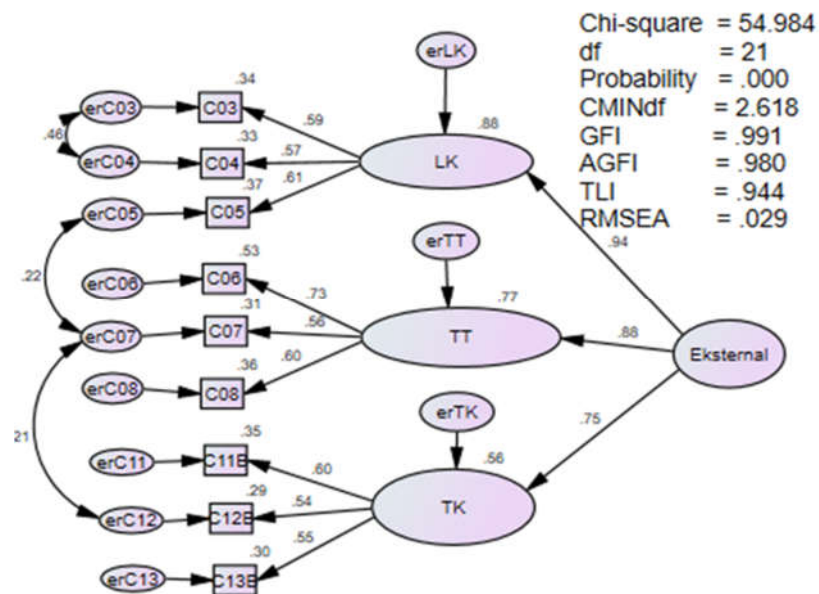 Chi-square = 54.984
df = 21
Probability = .000
CMINdf = 2.618
GFI = .991
AGFI = .980
TLI = .944
RMSEA = .029
erLK
.34
erC03
C03
.59
.88
.46
.33
erC04
C04
.57
LK
.37
.61
erC05
C05
erTT
.94
.53
.22
erC06
C06
.73
.77
.31
erC07
C07
.56
TT
.88
Eksternal
.36
.60
erC08
C08
erTK
.75
21
.35
erC11
C11B
.60
.56
.29
erC12
C12B
.54
TK
.30
.55
erC13
C13B